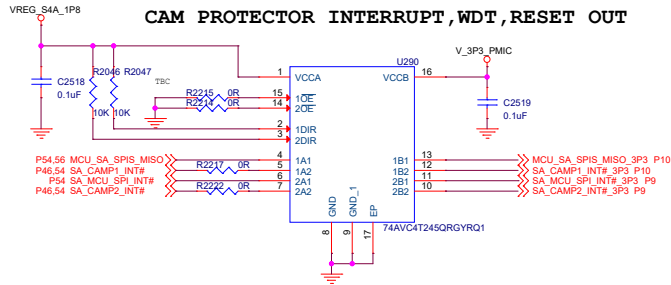 CAM PROTECTOR INTERRUPT,WDT,RESET OUT
VREG_S4A_1P8
V_3P3_PMIC
U290
R2046 R2047
C2518
0.1uF
10K 10K
TBC
1 VCCA VCCB 16
C2519
0.1uF
R2215 0R 15 1OE
R2214 0R 14 2OE
2 1DIR
3 2DIR
P54,56 MCU_SA_SPIS_MISO 4 1A1 1B1 13 MCU_SA_SPIS_MISO_3P3 P10
P46,54 SA_CAMP1_INT# R2217 0R 5 1A2 1B2 12 SA_CAMP1_INT#_3P3 P10
P54 SA_MCU_SPI_INT# 6 2A1 2B1 11 SA_MCU_SPI_INT#_3P3 P9
P46,54 SA_CAMP2_INT# R2222 0R 7 2A2 2B2 10 SA_CAMP2_INT#_3P3 P9
GND GND_1 EP
8 9 17
74AVC4T245QRGYRQ1